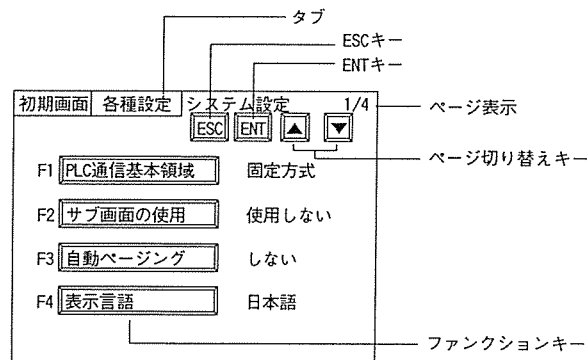 タブ
ESCキー
ENTキー
初期画面 各種設定 システム設定 1/4
ページ表示
ESC ENT ▲ ▼
ページ切り替えキー
F1 PLC通信基本領域 固定方式
F2 サブ画面の使用 使用しない
F3 自動ページング しない
F4 表示言語 日本語
ファンクションキー